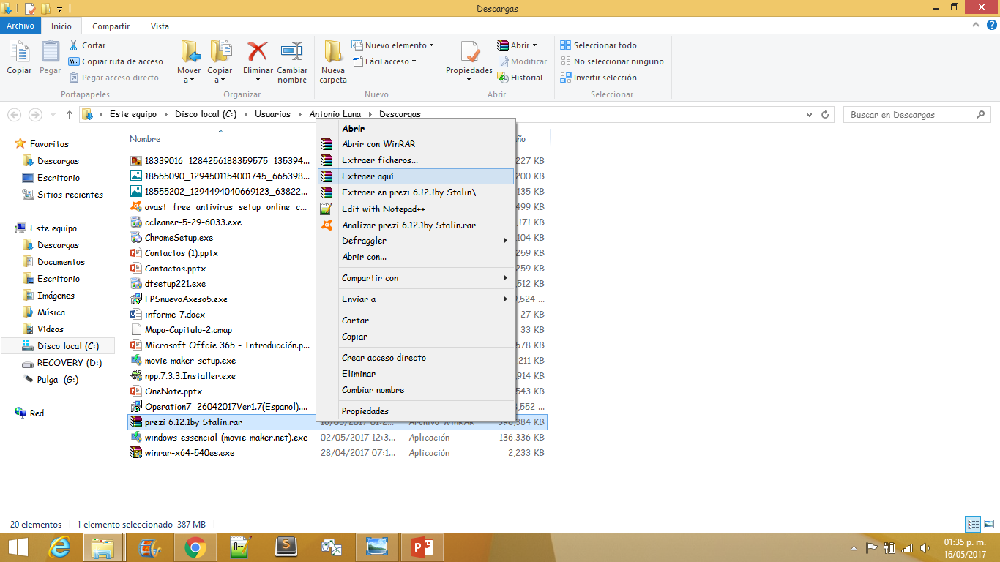 Descargas
Archivo Inicio Compartir Vista
Copiar
Pegar
Cortar
Copiar ruta de acceso
Pegar acceso directo
Portapapeles
Mover a
Copiar a
Eliminar
Cambiar nombre
Organizar
Nueva carpeta
Nuevo elemento
Fácil acceso
Nuevo
Propiedades
Abrir
Modificar
Historial
Abrir
Seleccionar todo
No seleccionar ninguno
Invertir selección
Seleccionar
Este equipo Disco local (C:) Usuarios Antonio Luna Descargas
Buscar en Descargas
Favoritos
Descargas
Escritorio
Sitios recientes
Este equipo
Descargas
Documentos
Escritorio
Imágenes
Música
Vídeos
Disco local (C:)
RECOVERY (D:)
Pulga (G:)
Red
Nombre ño
18339016_1284256188359575_135394... 227 KB
18555090_1294501154001745_665398... 200 KB
18555202_1294494040669123_63822... 135 KB
avast_free_antivirus_setup_online_c... 499 KB
ccleaner-5-29-6033.exe ,171 KB
ChromeSetup.exe ,104 KB
Contactos (1).pptx 259 KB
Contactos.pptx 259 KB
dfsetup221.exe 512 KB
FPSnuevoAxeso5.exe ,524 ...
informe-7.docx 27 KB
Mapa-Capitulo-2.cmap 33 KB
Microsoft Offcie 365 - Introducción.p... 578 KB
movie-maker-setup.exe ,211 KB
npp.7.3.3.Installer.exe ,914 KB
OneNote.pptx 543 KB
Operation7_26042017Ver1.7(Espanol).... ,552 ...
prezi 6.12.1by Stalin.rar 16/05/2017 01:2... Archivo WinRAR 396,384 KB
windows-essencial-(movie-maker.net).exe 02/05/2017 12:3... Aplicación 136,336 KB
winrar-x64-540es.exe 28/04/2017 07:1... Aplicación 2,233 KB
Abrir
Abrir con WinRAR
Extraer ficheros...
Extraer aquí
Extraer en prezi 6.12.1by Stalin\
Edit with Notepad++
Analizar prezi 6.12.1by Stalin.rar
Defraggler
Abrir con...
Compartir con
Enviar a
Cortar
Copiar
Crear acceso directo
Eliminar
Cambiar nombre
Propiedades
20 elementos 1 elemento seleccionado 387 MB
01:35 p. m.
16/05/2017